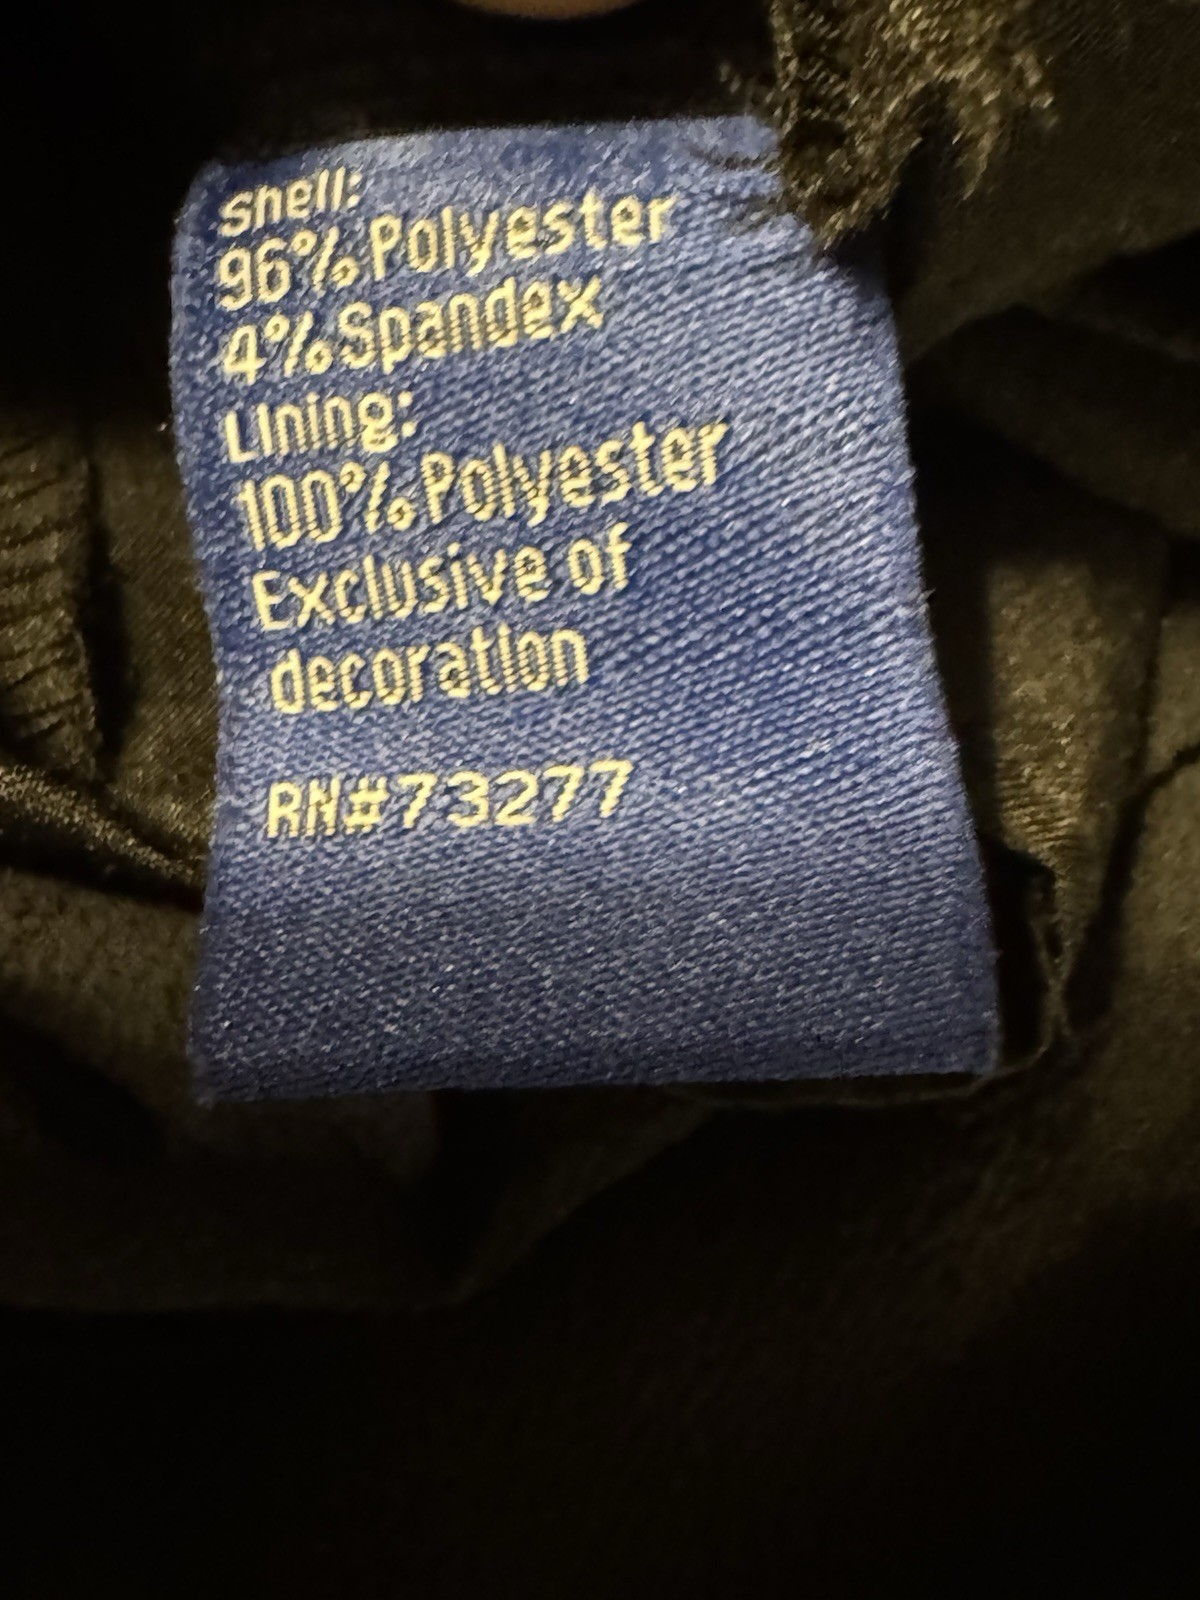 Shell:
96% Polyester
4% Spandex
Lining:
100% Polyester
Exclusive of
decoration
RN#73277